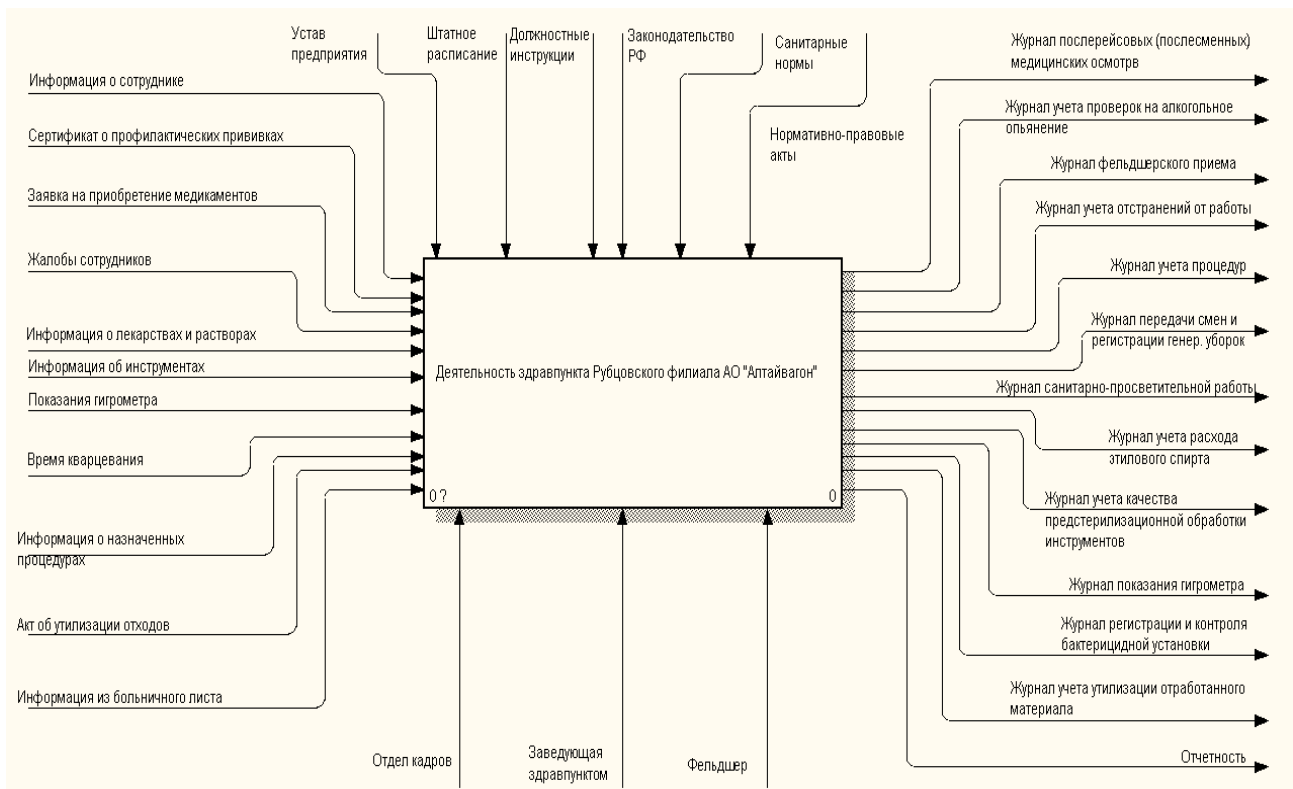 Устав
предприятия
Штатное
расписание
Должностные
инструкции
Законодательство
РФ
Санитарные
нормы
Нормативно-правовые
акты
Информация о сотруднике
Сертификат о профилактических прививках
Заявка на приобретение медикаментов
Жалобы сотрудников
Информация о лекарствах и растворах
Информация об инструментах
Показания гигрометра
Время кварцевания
Информация о назначенных
процедурах
Акт об утилизации отходов
Информация из больничного листа
Деятельность здравпункта Рубцовского филиала АО "Алтайвагон"
0 ?
0
Журнал послерейсовых (послесменных)
медицинских осмотрв
Журнал учета проверок на алкогольное
опьянение
Журнал фельдшерского приема
Журнал учета отстранений от работы
Журнал учета процедур
Журнал передачи смен и
регистрации генер. уборок
Журнал санитарно-просветительной работы
Журнал учета расхода
этилового спирта
Журнал учета качества
предстерилизационной обработки
инструментов
Журнал показания гигрометра
Журнал регистрации и контроля
бактерицидной установки
Журнал учета утилизации отработанного
материала
Отчетность
Отдел кадров
Заведующая
здравпунктом
Фельдшер